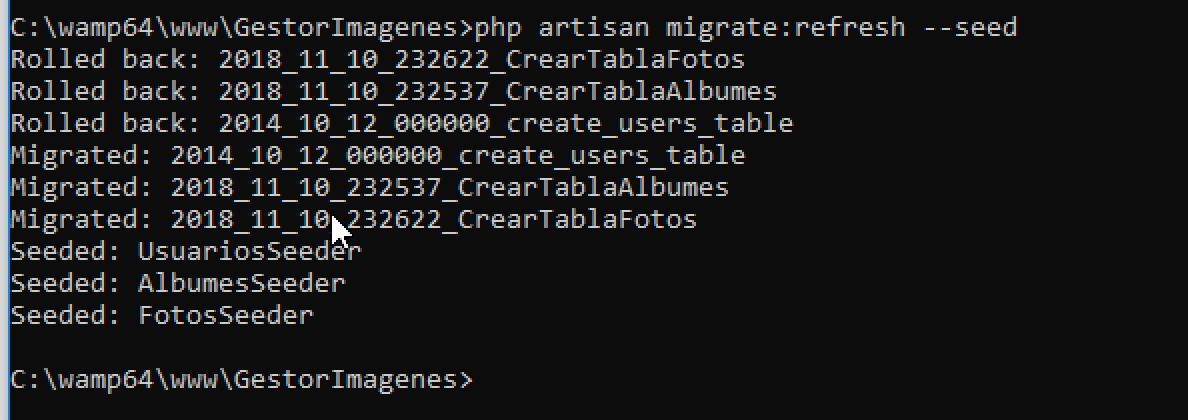 C:\wamp64\www\GestorImagenes>php artisan migrate:refresh --seed
Rolled back: 2018_11_10_232622_CrearTablaFotos
Rolled back: 2018_11_10_232537_CrearTablaAlbumes
Rolled back: 2014_10_12_000000_create_users_table
Migrated: 2014_10_12_000000_create_users_table
Migrated: 2018_11_10_232537_CrearTablaAlbumes
Migrated: 2018_11_10_232622_CrearTablaFotos
Seeded: UsuariosSeeder
Seeded: AlbumesSeeder
Seeded: FotosSeeder
C:\wamp64\www\GestorImagenes>